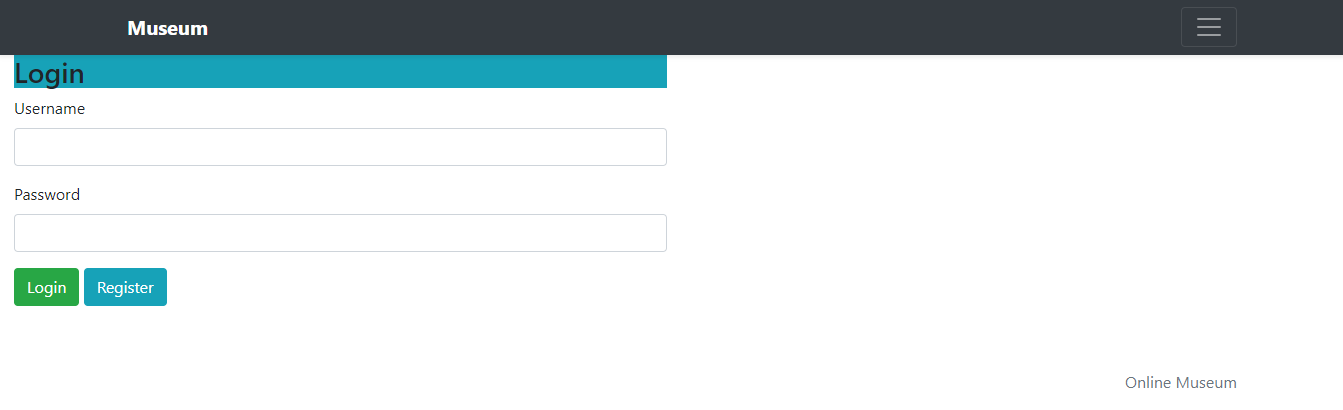 Museum
Login
Username
Password
Login Register
Online Museum